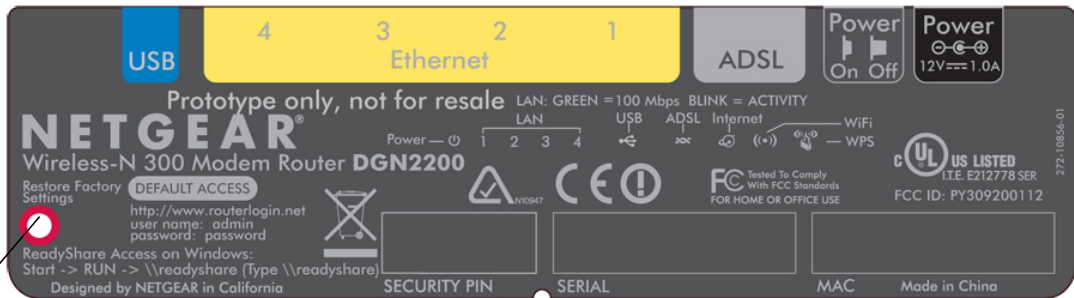 USB
4 3 2 1
Ethernet
ADSL
Power
On Off
Power
12V 1.0A
Prototype only, not for resale
LAN: GREEN =100 Mbps BLINK = ACTIVITY
NETGEAR®
Power
LAN
1 2 3 4
USB
ADSL
Internet
WiFi
WPS
Wireless-N 300 Modem Router DGN2200
N10947
CE
FC Tested To Comply
With FCC Standards
FOR HOME OR OFFICE USE
C UL US LISTED
I.T.E. E212778 SER
FCC ID: PY309200112
272-10856-01
Restore Factory
Settings
DEFAULT ACCESS
http://www.routerlogin.net
user name: admin
password: password
ReadyShare Access on Windows:
Start -> RUN -> \\readyshare (Type \\readyshare)
Designed by NETGEAR in California
SECURITY PIN
SERIAL
MAC
Made in China